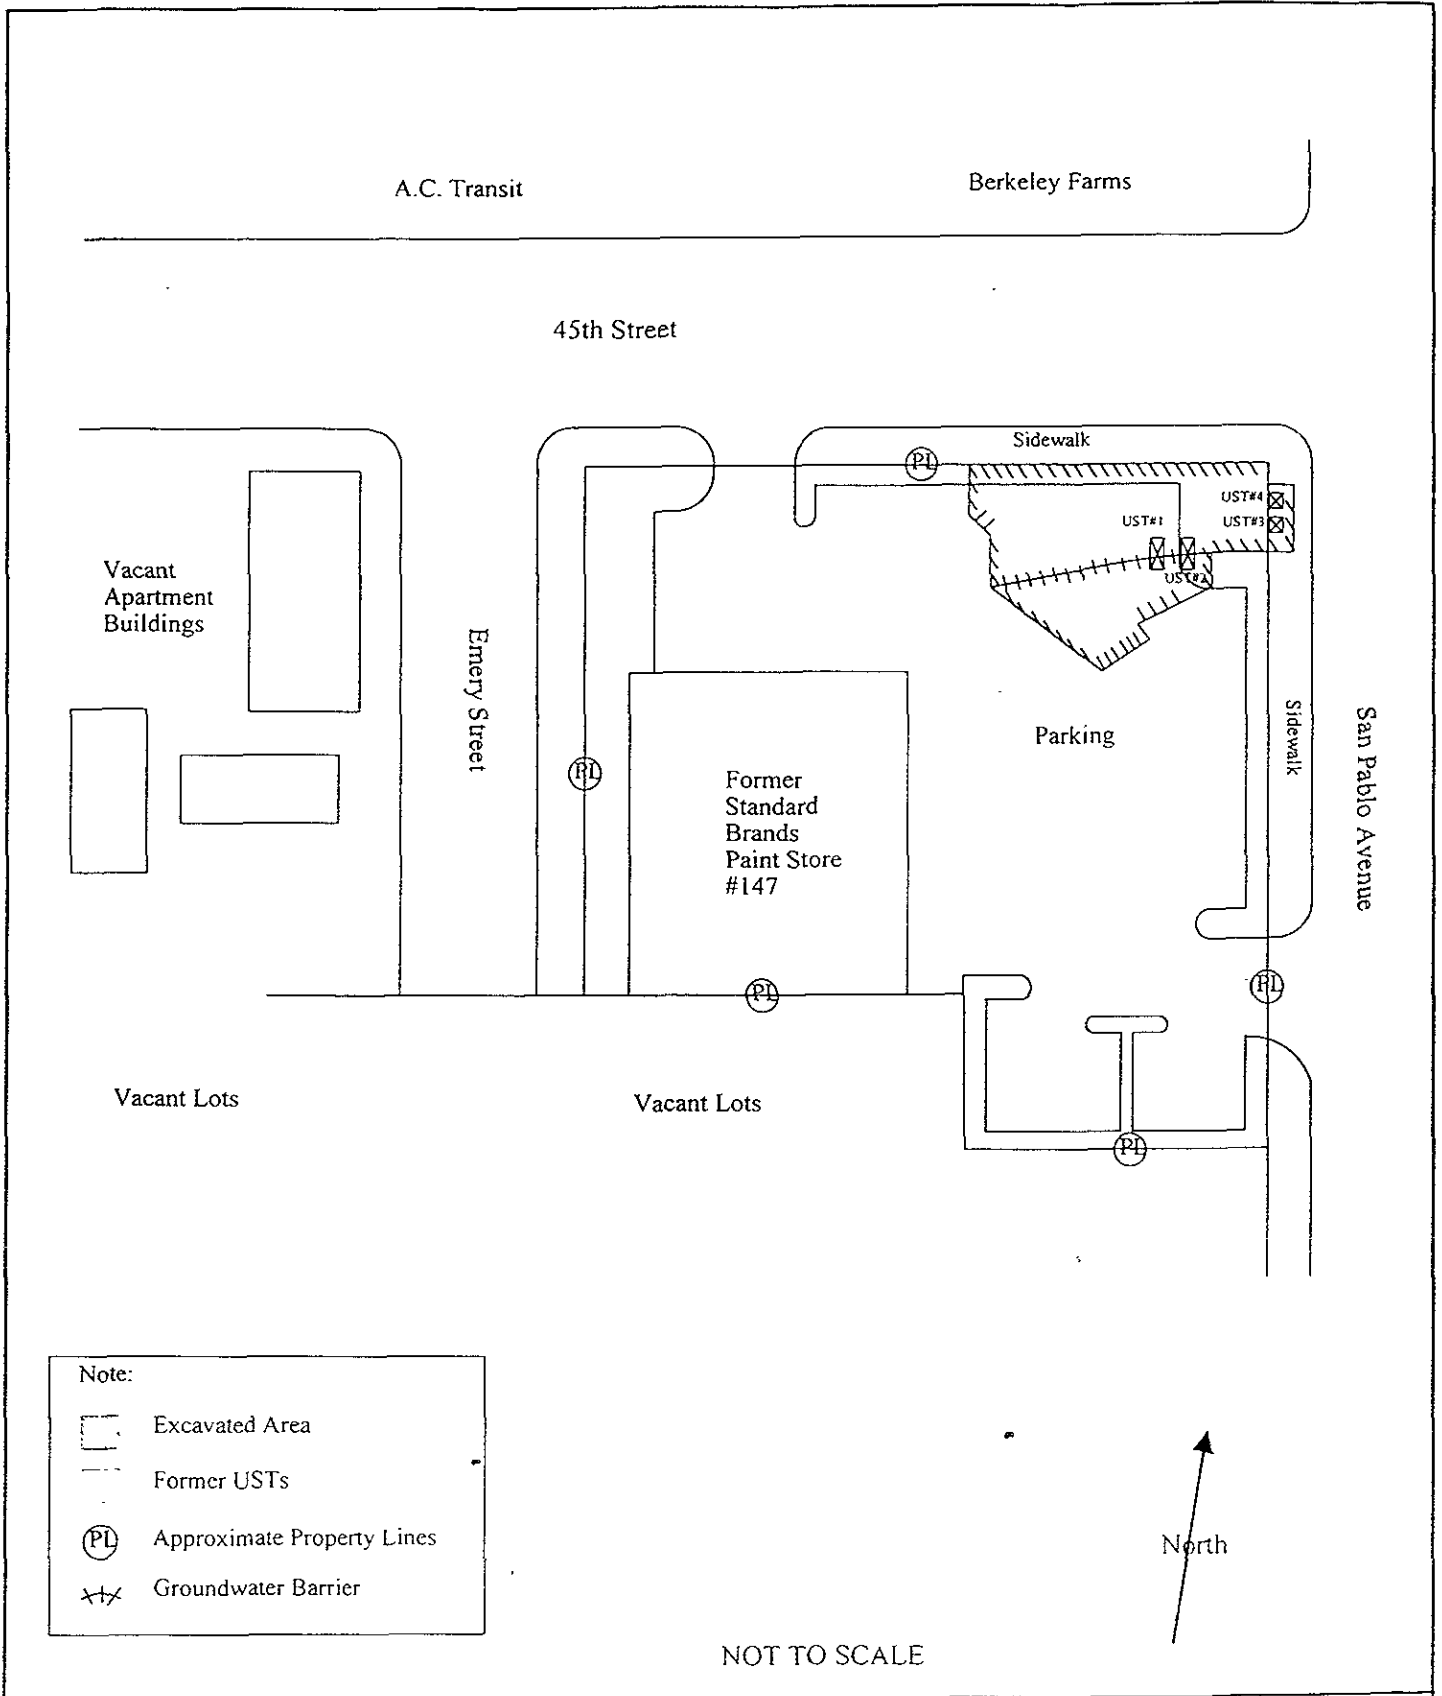 A.C. Transit
Berkeley Farms
45th Street
Sidewalk
PL
UST#4
UST#1
UST#3
UST#2
Vacant
Apartment
Buildings
Emery Street
Sidewalk
San Pablo Avenue
Parking
PL
Former
Standard
Brands
Paint Store
#147
PL
PL
Vacant Lots
Vacant Lots
PL
Note:
Excavated Area
Former USTs
PL Approximate Property Lines
Groundwater Barrier
North
NOT TO SCALE